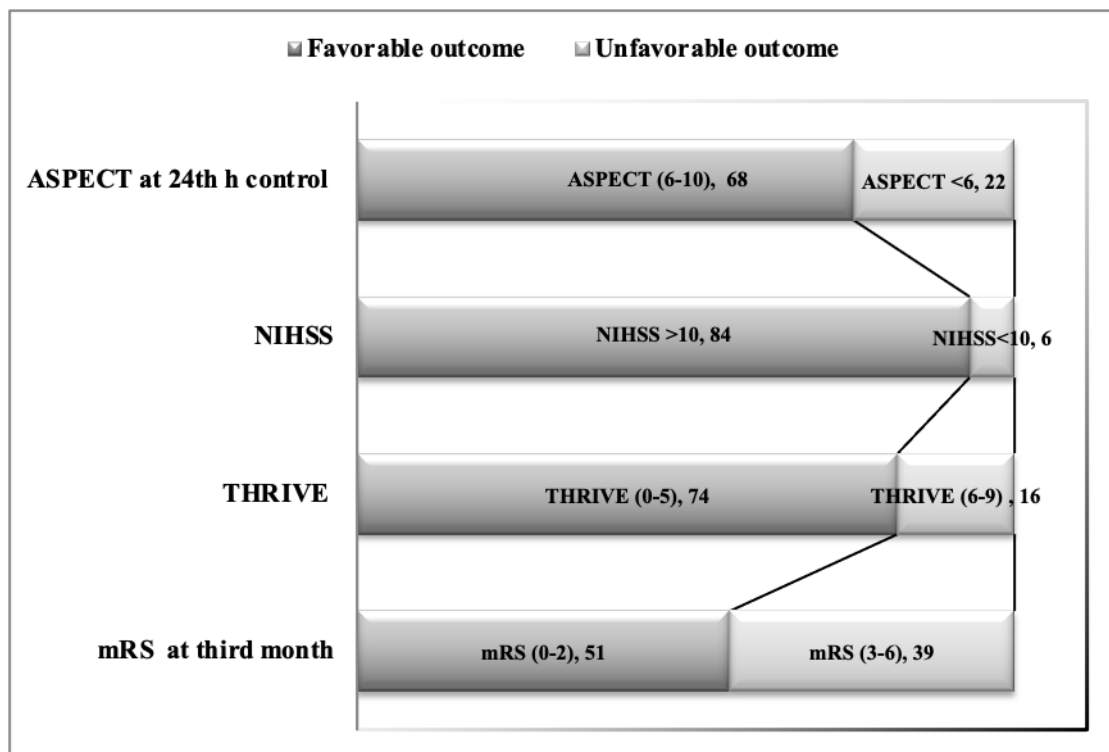 Favorable outcome Unfavorable outcome
ASPECT at 24th h control
ASPECT (6-10), 68
ASPECT <6, 22
NIHSS
NIHSS >10, 84
NIHSS<10, 6
THRIVE
THRIVE (0-5), 74
THRIVE (6-9) , 16
mRS at third month
mRS (0-2), 51
mRS (3-6), 39